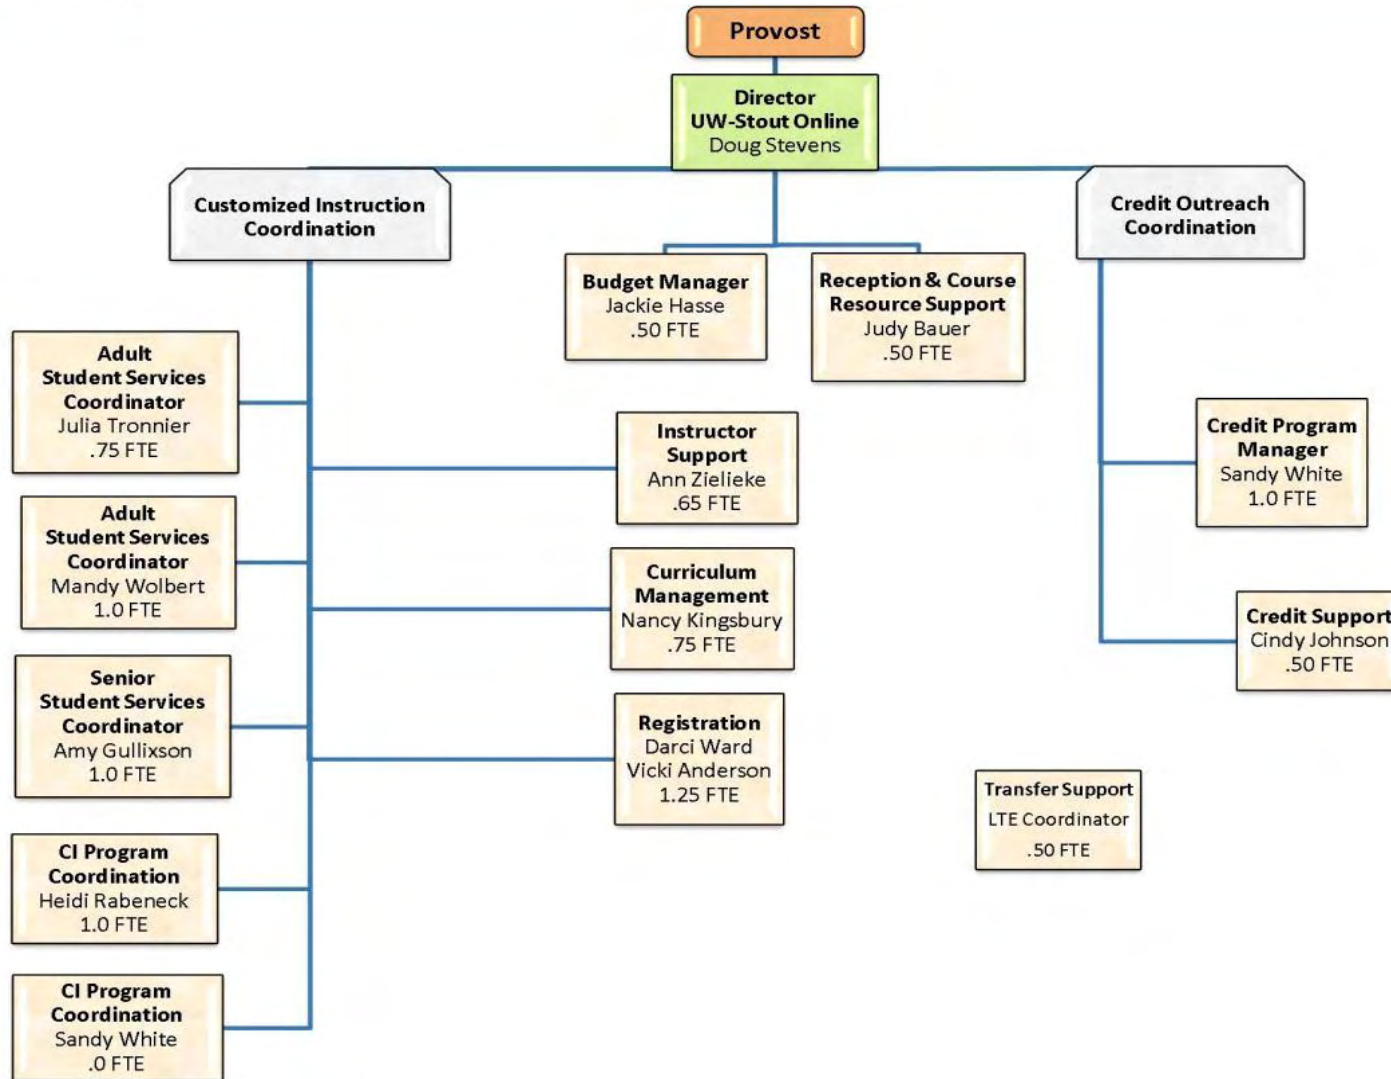 Provost
Director
UW-Stout Online
Doug Stevens
Customized Instruction
Coordination
Credit Outreach
Coordination
Budget Manager
Jackie Hasse
.50 FTE
Reception & Course
Resource Support
Judy Bauer
.50 FTE
Adult
Student Services
Coordinator
Julia Tronnier
.75 FTE
Instructor
Support
Ann Zielieke
.65 FTE
Credit Program
Manager
Sandy White
1.0 FTE
Adult
Student Services
Coordinator
Mandy Wolbert
1.0 FTE
Curriculum
Management
Nancy Kingsbury
.75 FTE
Credit Support
Cindy Johnson
.50 FTE
Senior
Student Services
Coordinator
Amy Gullixson
1.0 FTE
Registration
Darci Ward
Vicki Anderson
1.25 FTE
Transfer Support
LTE Coordinator
.50 FTE
CI Program
Coordination
Heidi Rabeneck
1.0 FTE
CI Program
Coordination
Sandy White
.0 FTE